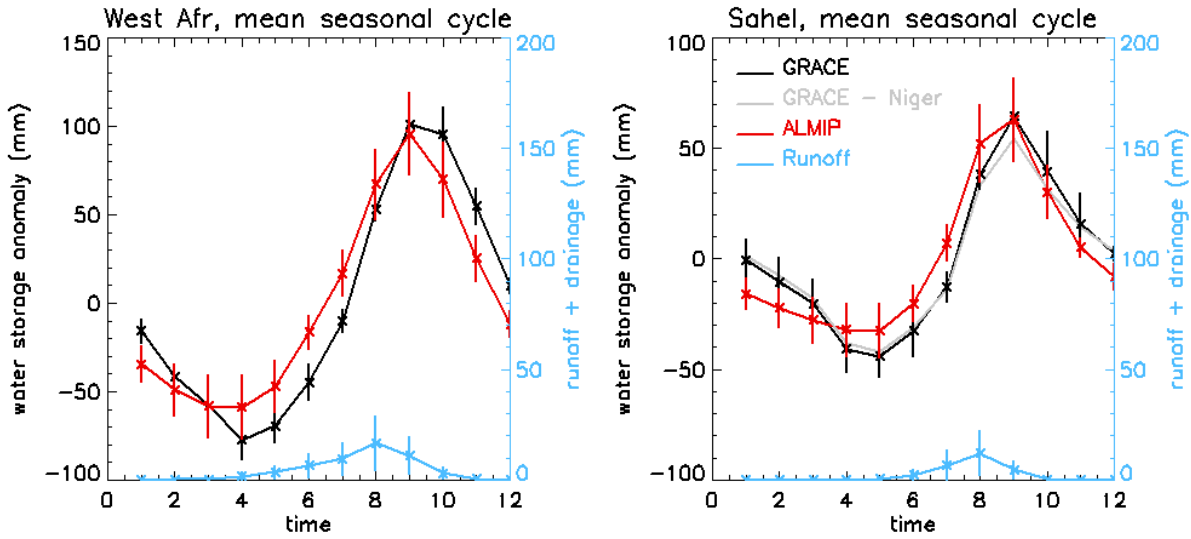 West Afr, mean seasonal cycle
150
100
50
0
−50
−100
water storage anomaly (mm)
0
2
4
6
8
10
12
time
200
150
100
50
0
runoff + drainage (mm)
Sahel, mean seasonal cycle
100
50
0
−50
−100
water storage anomaly (mm)
GRACE
GRACE − Niger
ALMIP
Runoff
0
2
4
6
8
10
12
time
200
150
100
50
0
runoff + drainage (mm)